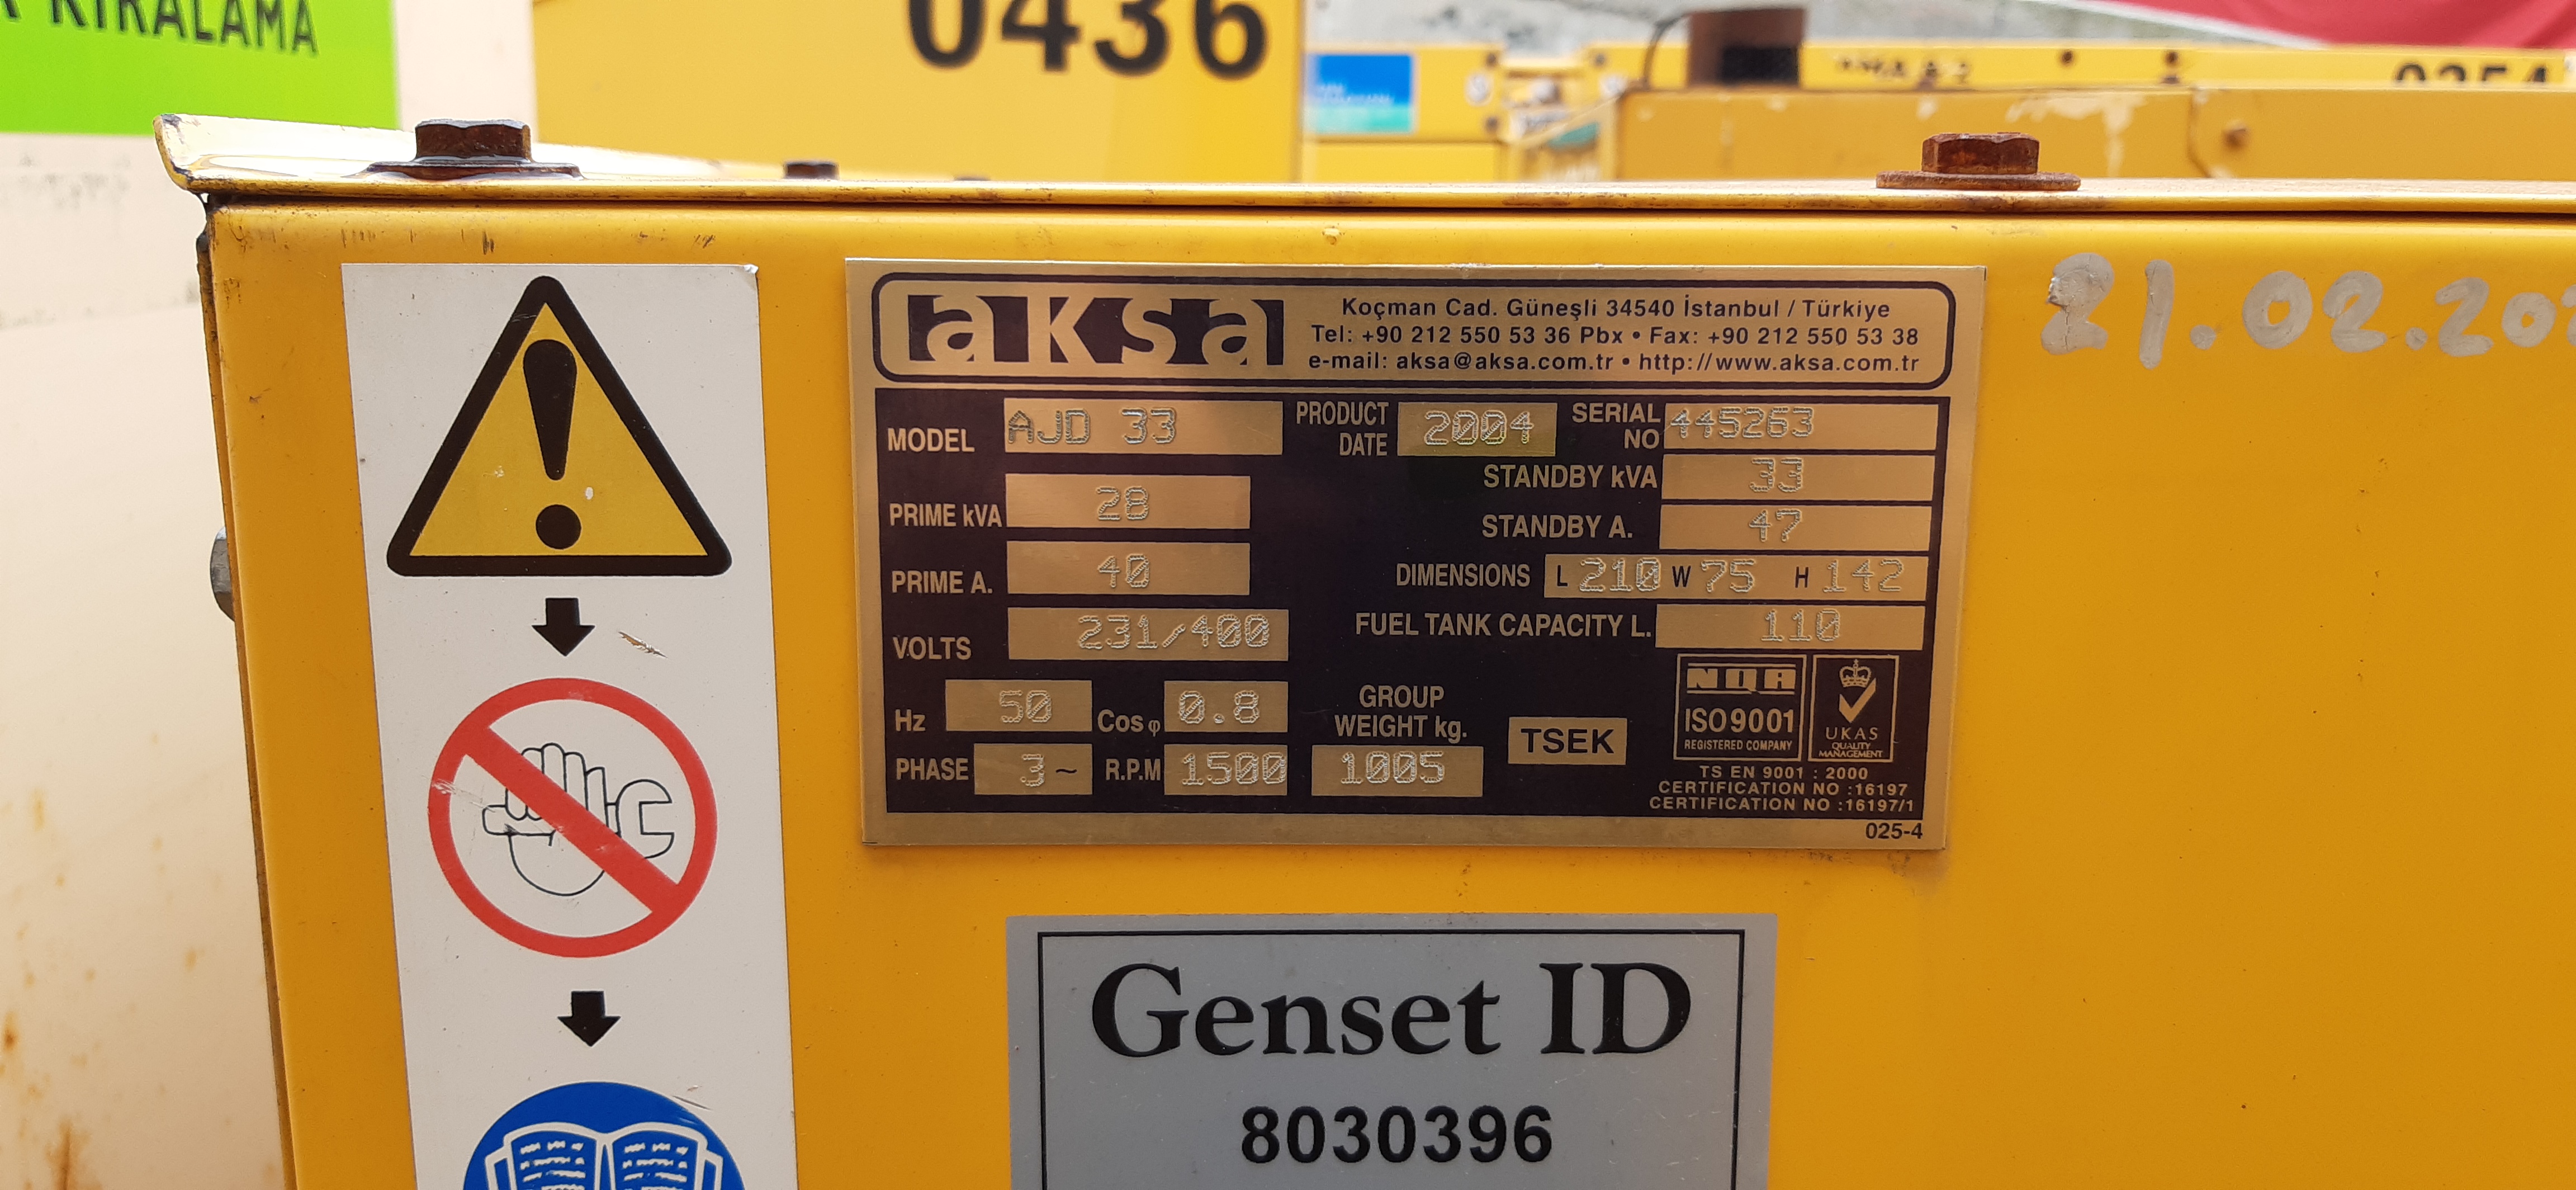 KİRALAMA
0436
aksa
Koçman Cad. Güneşli 34540 İstanbul / Türkiye
Tel: +90 212 550 53 36 Pbx • Fax: +90 212 550 53 38
e-mail: aksa@aksa.com.tr • http://www.aksa.com.tr
MODEL AJD 33 PRODUCT DATE 2004 SERIAL NO 445263
PRIME kVA 28 STANDBY kVA 33
PRIME A. 40 STANDBY A. 47
DIMENSIONS L 210 W 75 H 142
VOLTS 231/400 FUEL TANK CAPACITY L. 110
Hz 50 Cos φ 0.8 GROUP WEIGHT kg. 1005
PHASE 3~ R.P.M 1500
TSEK
NQA
ISO9001
REGISTERED COMPANY
UKAS
QUALITY
MANAGEMENT
TS EN 9001 : 2000
CERTIFICATION NO :16197
CERTIFICATION NO :16197/1
025-4
21.02.20
Genset ID
8030396